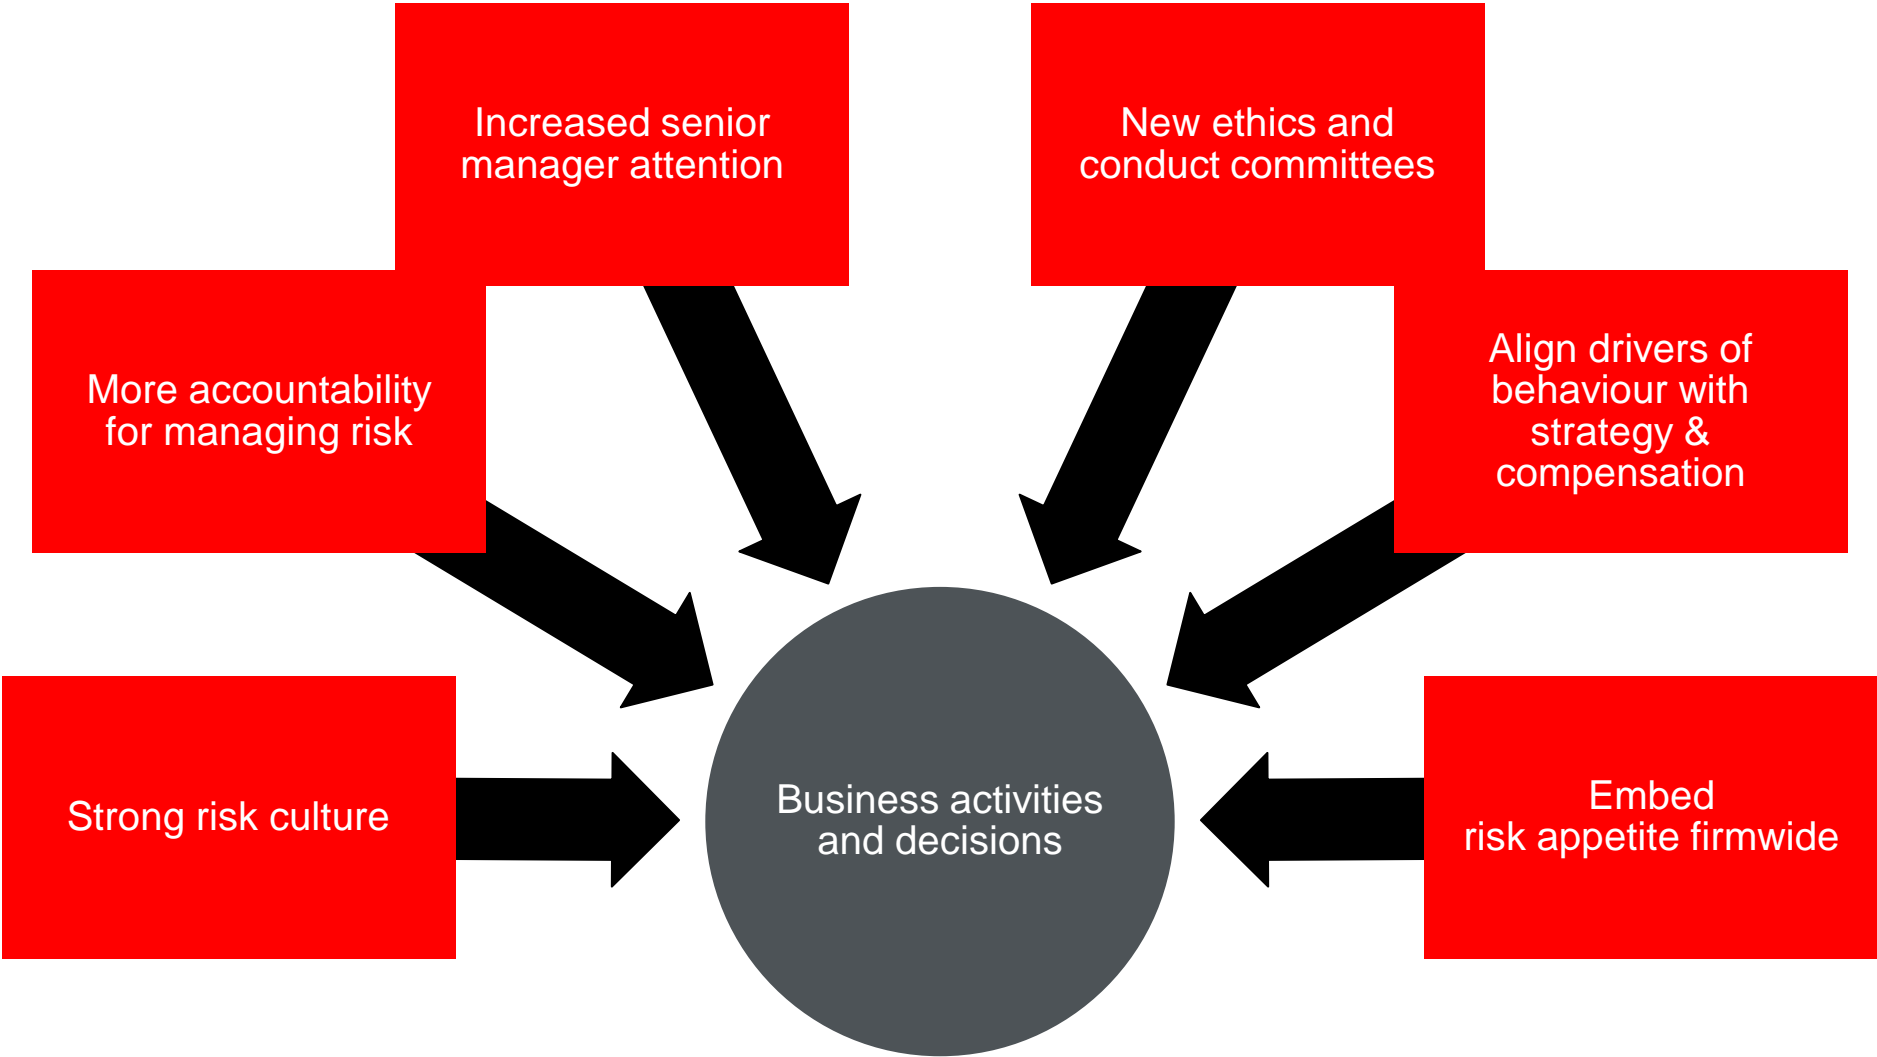 Increased senior
manager attention
New ethics and
conduct committees
More accountability
for managing risk
Align drivers of
behaviour with
strategy &
compensation
Strong risk culture
Business activities
and decisions
Embed
risk appetite firmwide